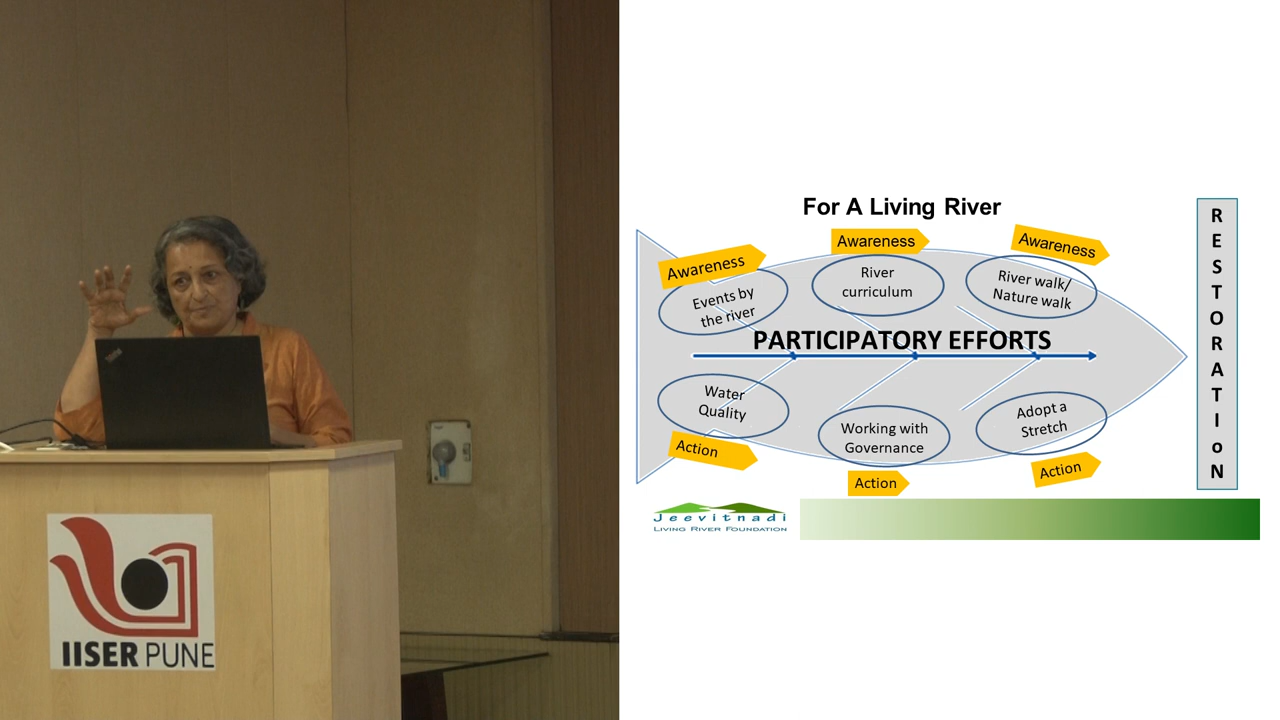 IISER PUNE
For A Living River
Awareness
Awareness
Awareness
Events by
the river
River
curriculum
River walk/
Nature walk
PARTICIPATORY EFFORTS
Water
Quality
Working with
Governance
Adopt a
Stretch
Action
Action
Action
R
E
S
T
O
R
A
T
I
o
N
Jeevitnadi
LIVING RIVER FOUNDATION